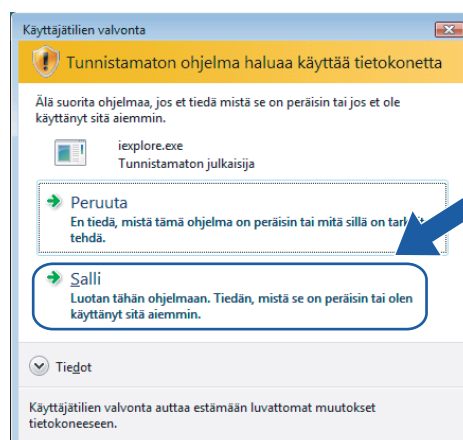 Käyttäjätilien valvonta
Tunnistamaton ohjelma haluaa käyttää tietokonetta
Älä suorita ohjelmaa, jos et tiedä mistä se on peräisin tai jos et ole
käyttänyt sitä aiemmin.
iexplore.exe
Tunnistamaton julkaisija
Peruuta
En tiedä, mistä tämä ohjelma on peräisin tai mitä sillä on
tehdä.
Salli
Luotan tähän ohjelmaan. Tiedän, mistä se on peräisin tai olen
käyttänyt sitä aiemmin.
Tiedot
Käyttäjätilien valvonta auttaa estämään luvattomat muutokset
tietokoneeseen.